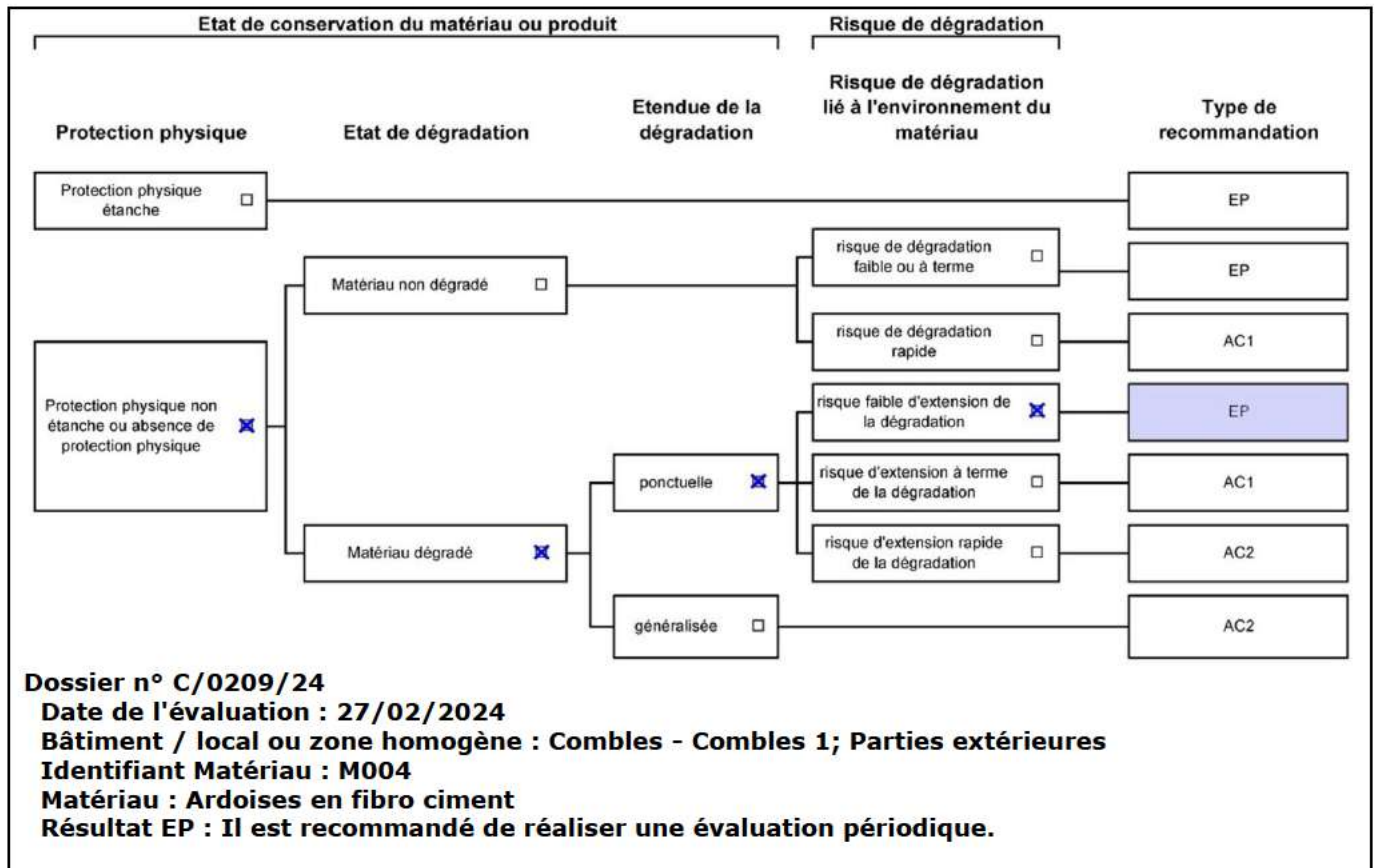 Etat de conservation du matériau ou produit
Risque de dégradation
Protection physique
Etat de dégradation
Etendue de la
dégradation
Risque de dégradation
lié à l'environnement du
matériau
Type de
recommandation
Protection physique
étanche
EP
Matériau non dégradé
risque de dégradation
faible ou à terme
EP
risque de dégradation
rapide
AC1
Protection physique non
étanche ou absence de
protection physique
risque faible d'extension de
la dégradation
EP
ponctuelle
risque d'extension à terme
de la dégradation
AC1
Matériau dégradé
risque d'extension rapide
de la dégradation
AC2
généralisée
AC2
Dossier n° C/0209/24
Date de l'évaluation : 27/02/2024
Bâtiment / local ou zone homogène : Combles - Combles 1; Parties extérieures
Identifiant Matériau : M004
Matériau : Ardoises en fibro ciment
Résultat EP : Il est recommandé de réaliser une évaluation périodique.